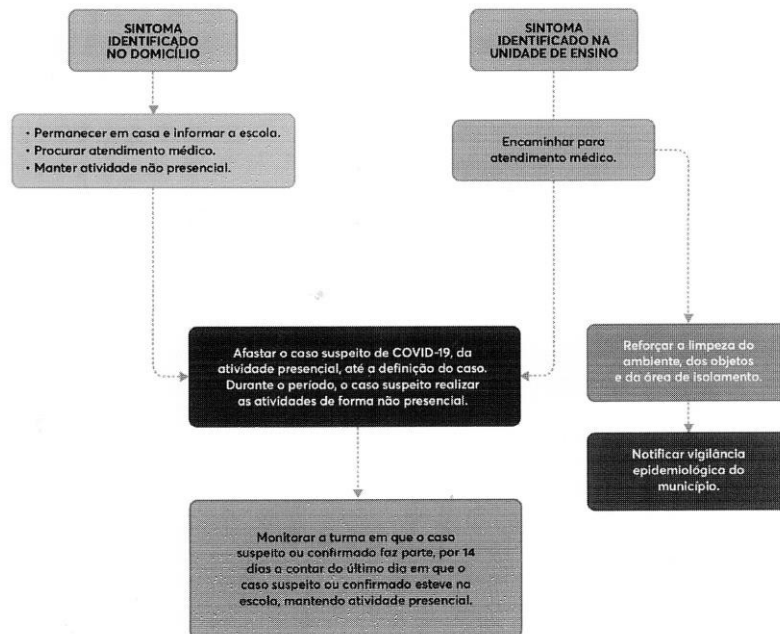 SINTOMA
IDENTIFICADO
NO DOMICÍLIO
SINTOMA
IDENTIFICADO NA
UNIDADE DE ENSINO
• Permanecer em casa e informar a escola.
• Procurar atendimento médico.
• Manter atividade não presencial.
Encaminhar para
atendimento médico.
Afastar o caso suspeito de COVID-19, da
atividade presencial, até a definição do caso.
Durante o período, o caso suspeito realizar
as atividades de forma não presencial.
Reforçar a limpeza do
ambiente, dos objetos
e da área de isolamento.
Notificar vigilância
epidemiológica do
município.
Monitorar a turma em que o caso
suspeito ou confirmado faz parte, por 14
dias a contar do último dia em que o
caso suspeito ou confirmado esteve na
escola, mantendo atividade presencial.